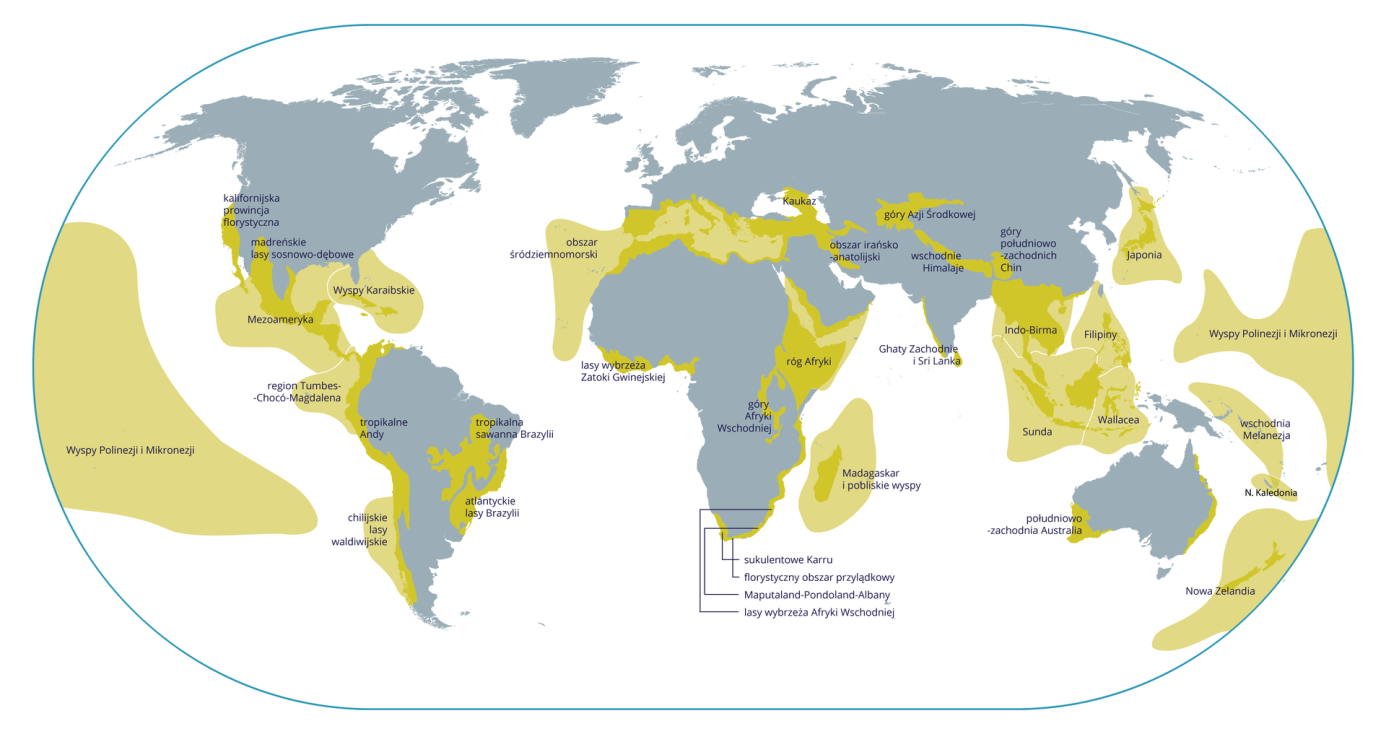 kalifornijska
prowincja
florystyczna
madreńskie
lasy sosnowo-dębowe
Wyspy Karaibskie
Mezoameryka
region Tumbes-
-Chocó-Magdalena
tropikalne
Andy
tropikalna
sawanna Brazylii
atlantyckie
lasy Brazylii
chilijskie
lasy
waldiwijskie
Wyspy Polinezji i Mikronezji
obszar
śródziemnomorski
Kaukaz
obszar irańsko
-anatolijski
góry Azji Środkowej
wschodnie
Himalaje
góry
południowo
-zachodnich
Chin
Japonia
lasy wybrzeża
Zatoki Gwinejskiej
róg Afryki
góry
Afryki
Wschodniej
Ghaty Zachodnie
i Sri Lanka
Indo-Birma
Filipiny
Sunda
Wallacea
Wyspy Polinezji i Mikronezji
wschodnia
Melanezja
N. Kaledonia
Madagaskar
i pobliskie wyspy
południowo
-zachodnia Australia
Nowa Zelandia
sukulentowe Karru
florystyczny obszar przylądkowy
Maputaland-Pondoland-Albany
lasy wybrzeża Afryki Wschodniej